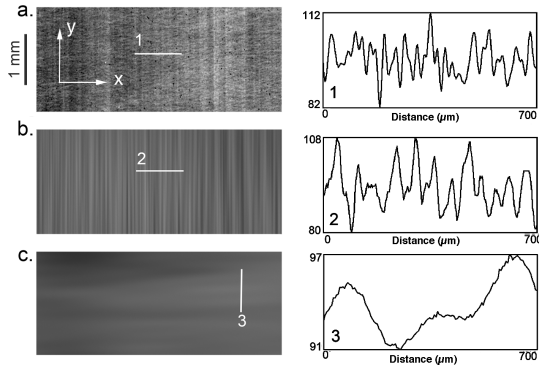 a.
y
x
1 mm
1
112
82
1
0
Distance (µm)
700
b.
2
108
80
2
0
Distance (µm)
700
c.
3
97
91
3
0
Distance (µm)
700